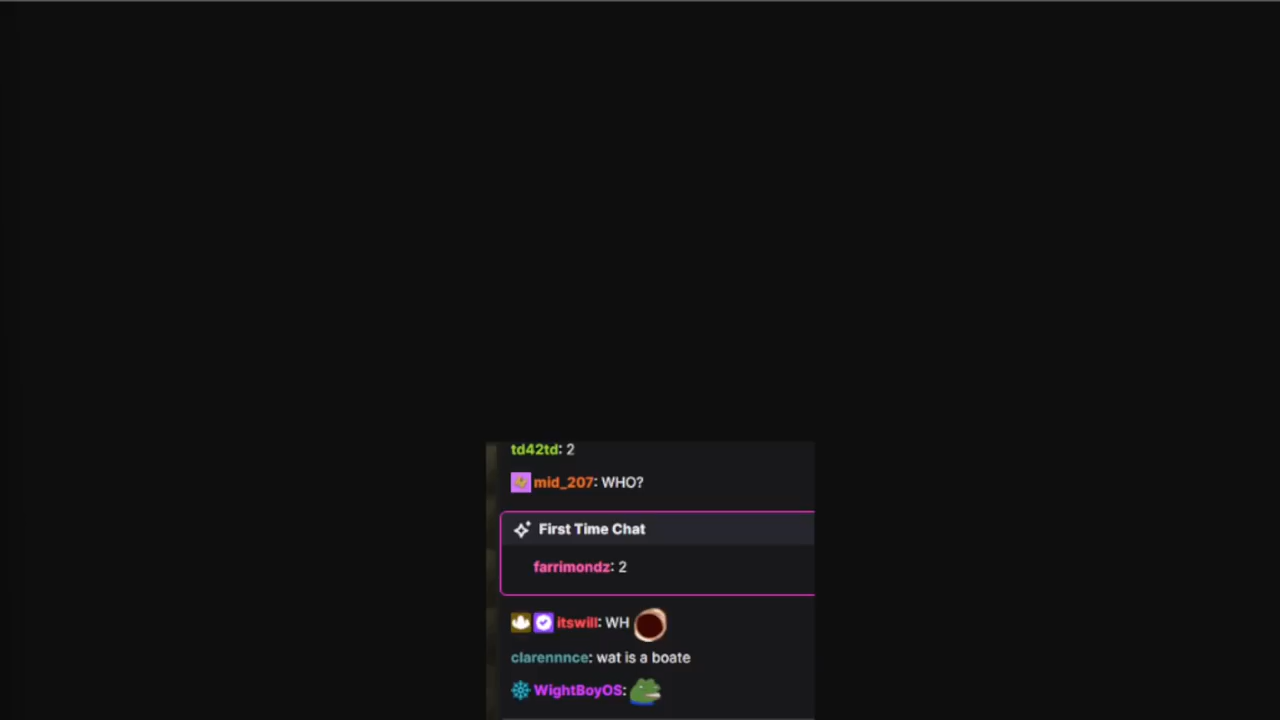 td42td: 2
mid_207: WHO?
First Time Chat
farrimondz: 2
itswill: WH
clarennnce: wat is a boate
WightBoyOS: